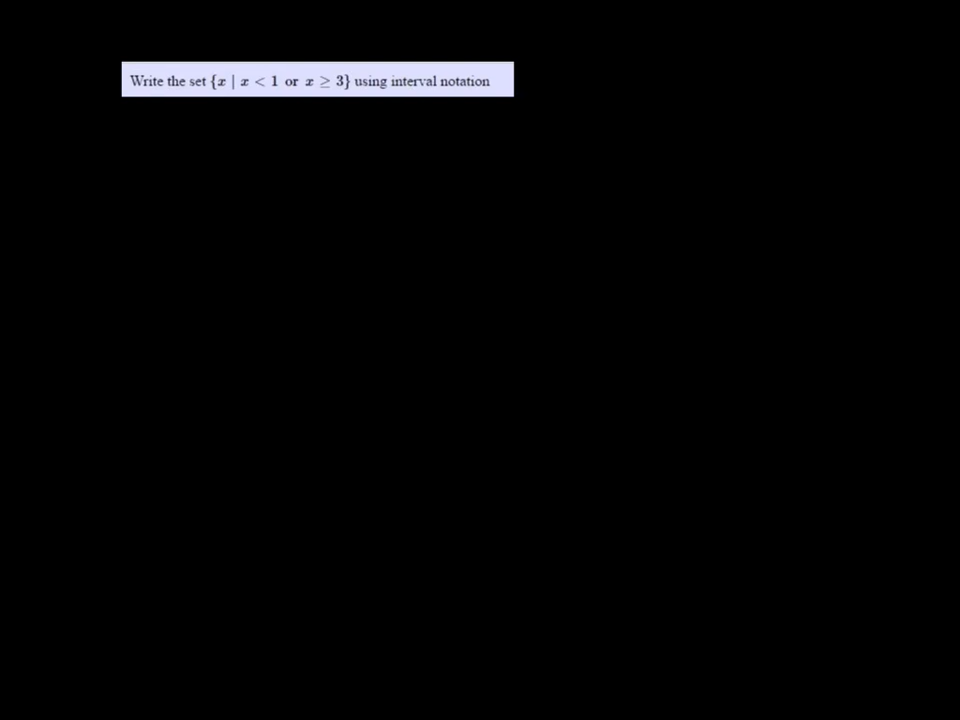 Write the set {x | x < 1 or x ≥ 3} using interval notation